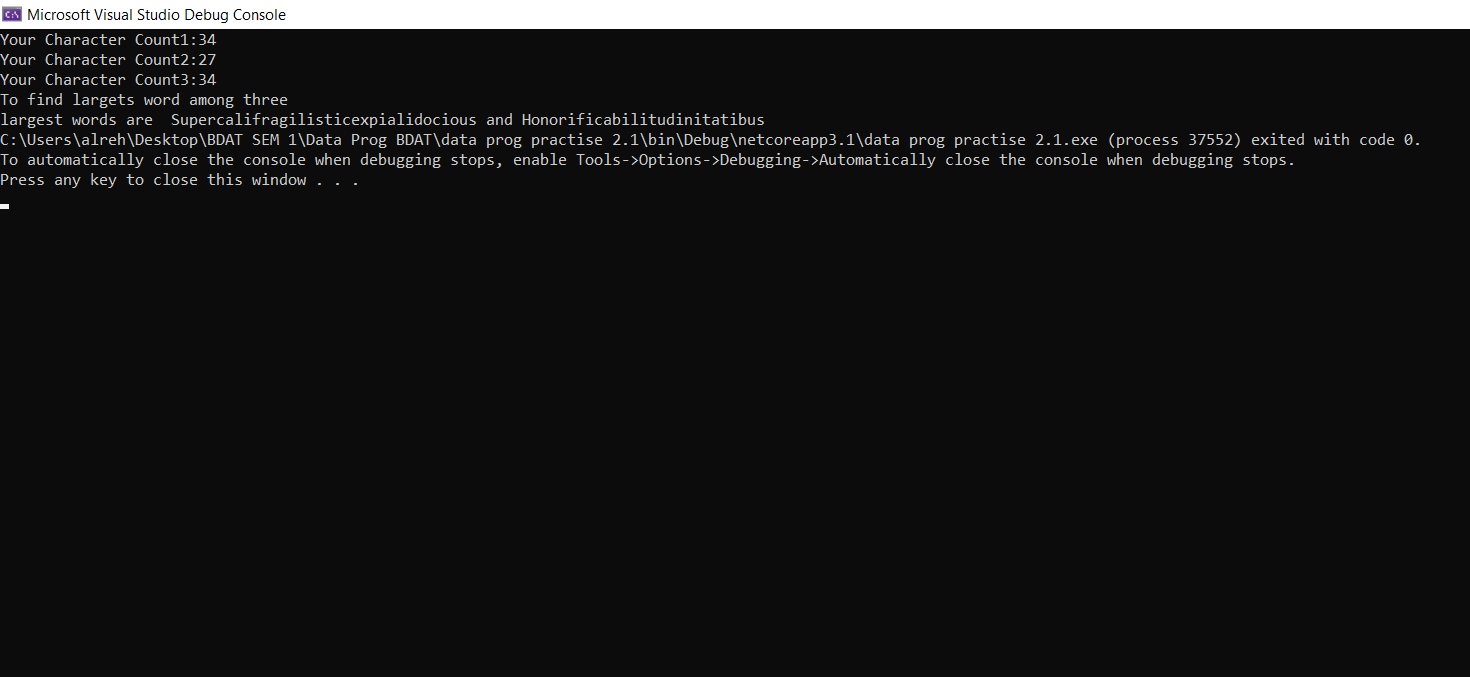 Microsoft Visual Studio Debug Console
Your Character Count1:34
Your Character Count2:27
Your Character Count3:34
To find largets word among three
largest words are  Supercalifragilisticexpialidocious and Honorificabilitudinitatibus
C:\Users\alreh\Desktop\BDAT SEM 1\Data Prog BDAT\data prog practise 2.1\bin\Debug\netcoreapp3.1\data prog practise 2.1.exe (process 37552) exited with code 0.
To automatically close the console when debugging stops, enable Tools->Options->Debugging->Automatically close the console when debugging stops.
Press any key to close this window . . .